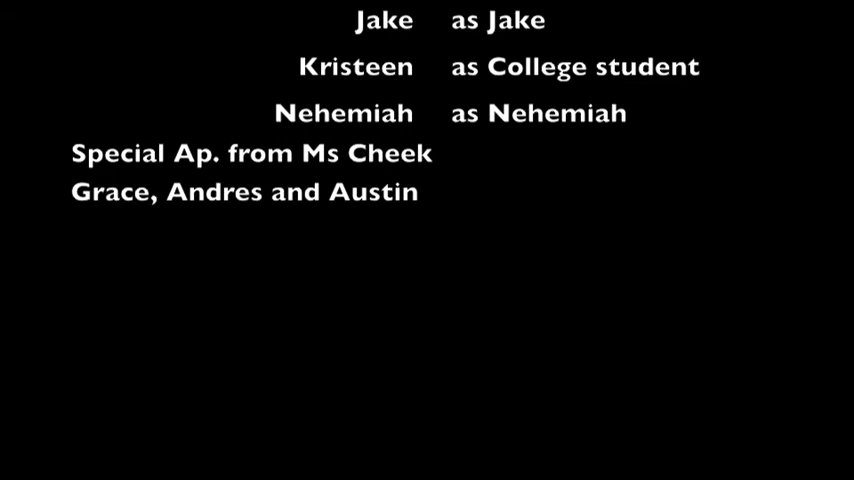 Jake as Jake
Kristeen as College student
Nehemiah as Nehemiah
Special Ap. from Ms Cheek
Grace, Andres and Austin